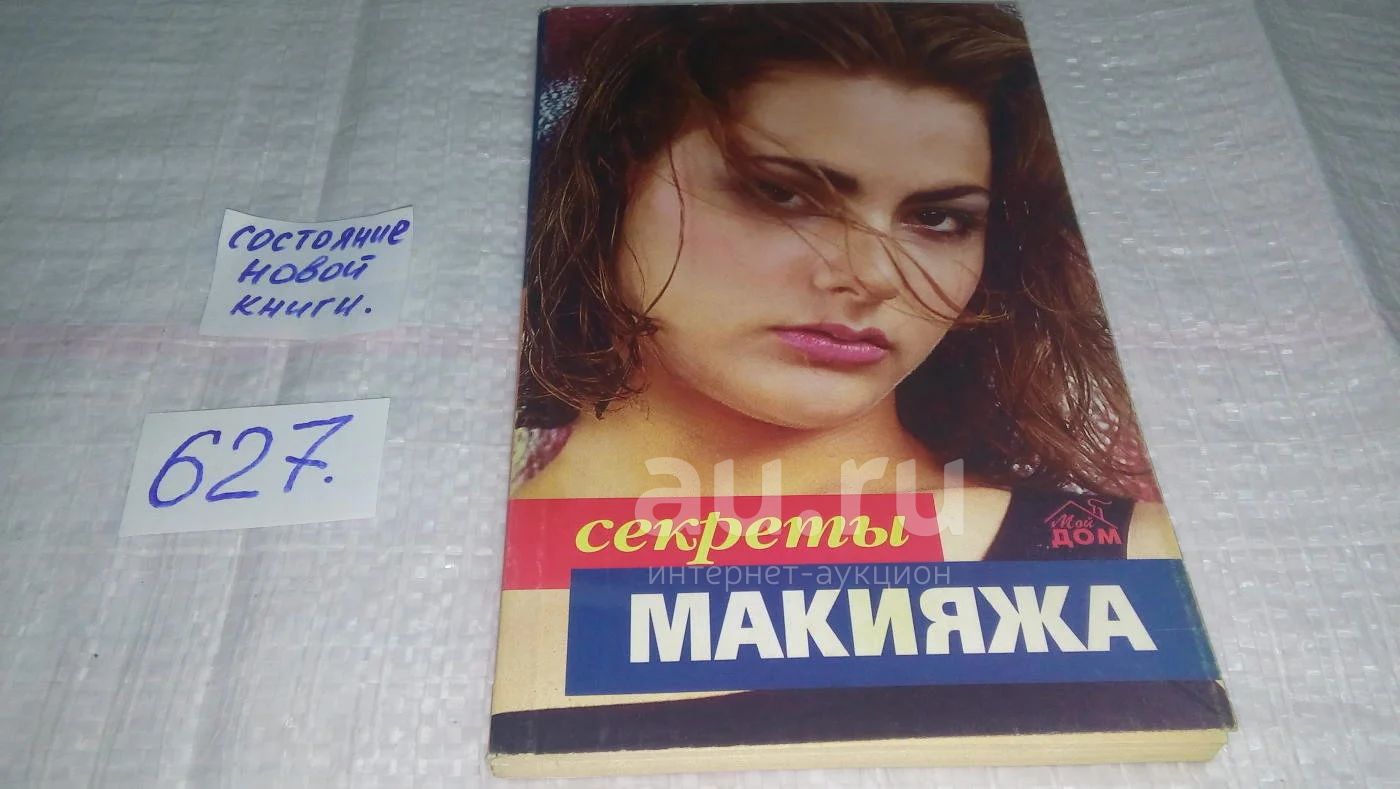 состояние
новой
книги.
627.
au.ru
интернет-аукцион
секреты
МАКИЯЖА
Мой
ДОМ